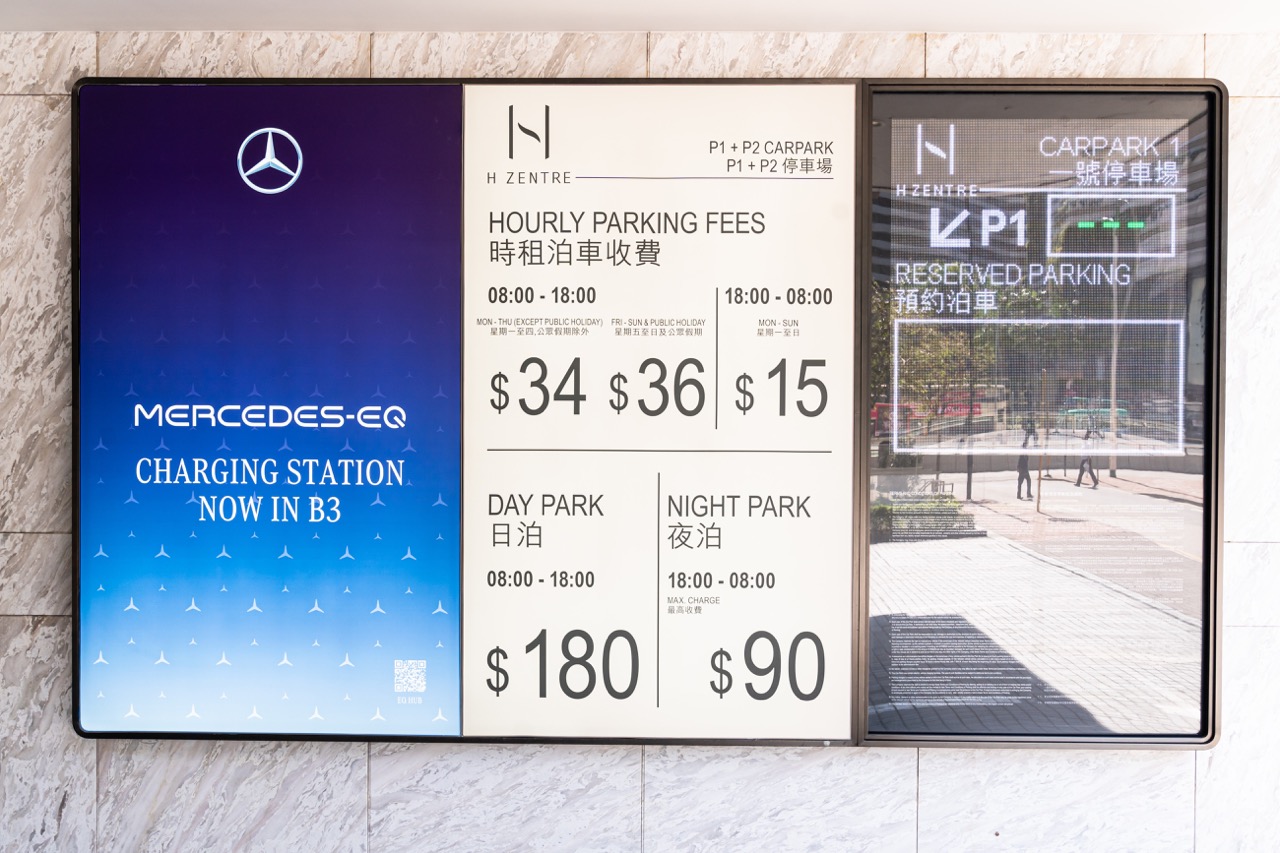 MERCEDES-EQ
CHARGING STATION
NOW IN B3
EQ HUB
H ZENTRE
P1 + P2 CARPARK
P1 + P2 停車場
HOURLY PARKING FEES
時租泊車收費
08:00 - 18:00
MON - THU (EXCEPT PUBLIC HOLIDAY)
星期一至四,公眾假期除外
FRI - SUN & PUBLIC HOLIDAY
星期五至日及公眾假期
$34
$36
18:00 - 08:00
MON - SUN
星期一至日
$15
DAY PARK
日泊
08:00 - 18:00
$180
NIGHT PARK
夜泊
18:00 - 08:00
MAX. CHARGE
最高收費
$90
H ZENTRE
CARPARK 1
一號停車場
P1
---
RESERVED PARKING
預約泊車